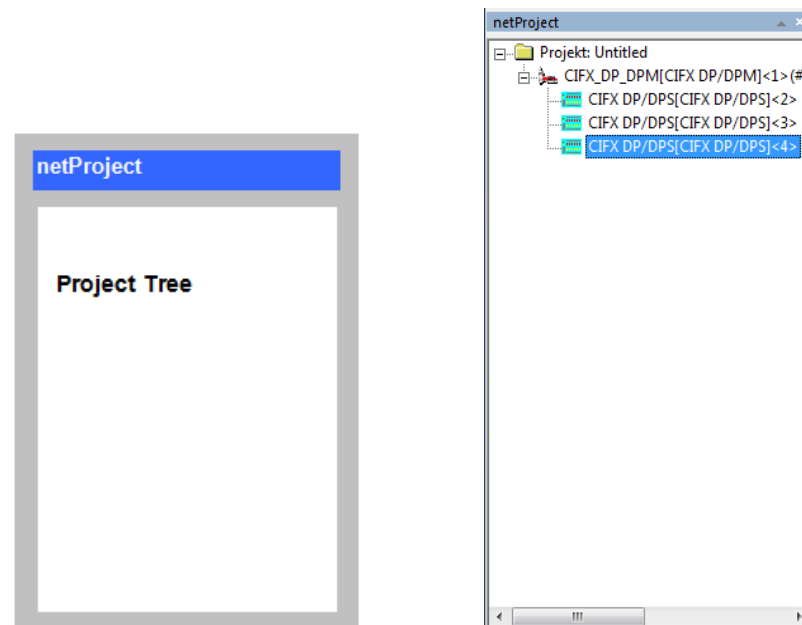 netProject
Project Tree
netProject
Projekt: Untitled
CIFX_DP_DPM[CIFX DP/DPM]<1>(#
CIFX DP/DPS[CIFX DP/DPS]<2>
CIFX DP/DPS[CIFX DP/DPS]<3>
CIFX DP/DPS[CIFX DP/DPS]<4>